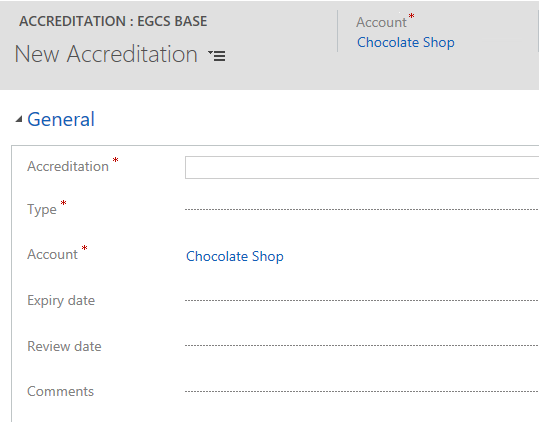 ACCREDITATION : EGCS BASE
New Accreditation
Account*
Chocolate Shop
General
Accreditation *
Type *
Account * Chocolate Shop
Expiry date
Review date
Comments